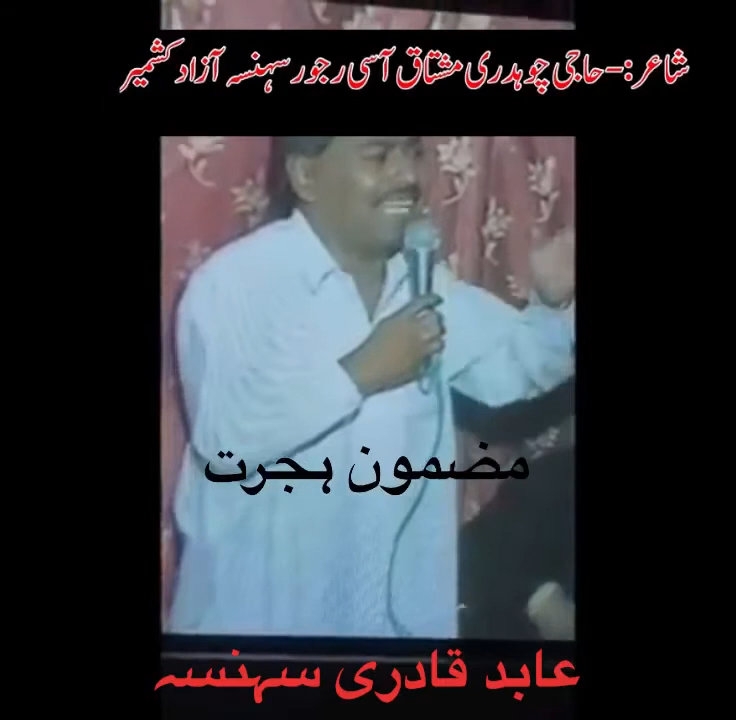 شاعر:-حاجی چوہدری مشتاق آسی رجور سہنسہ آزاد کشمیر
مضمون ہجرت
عابد قادری سہنسہ